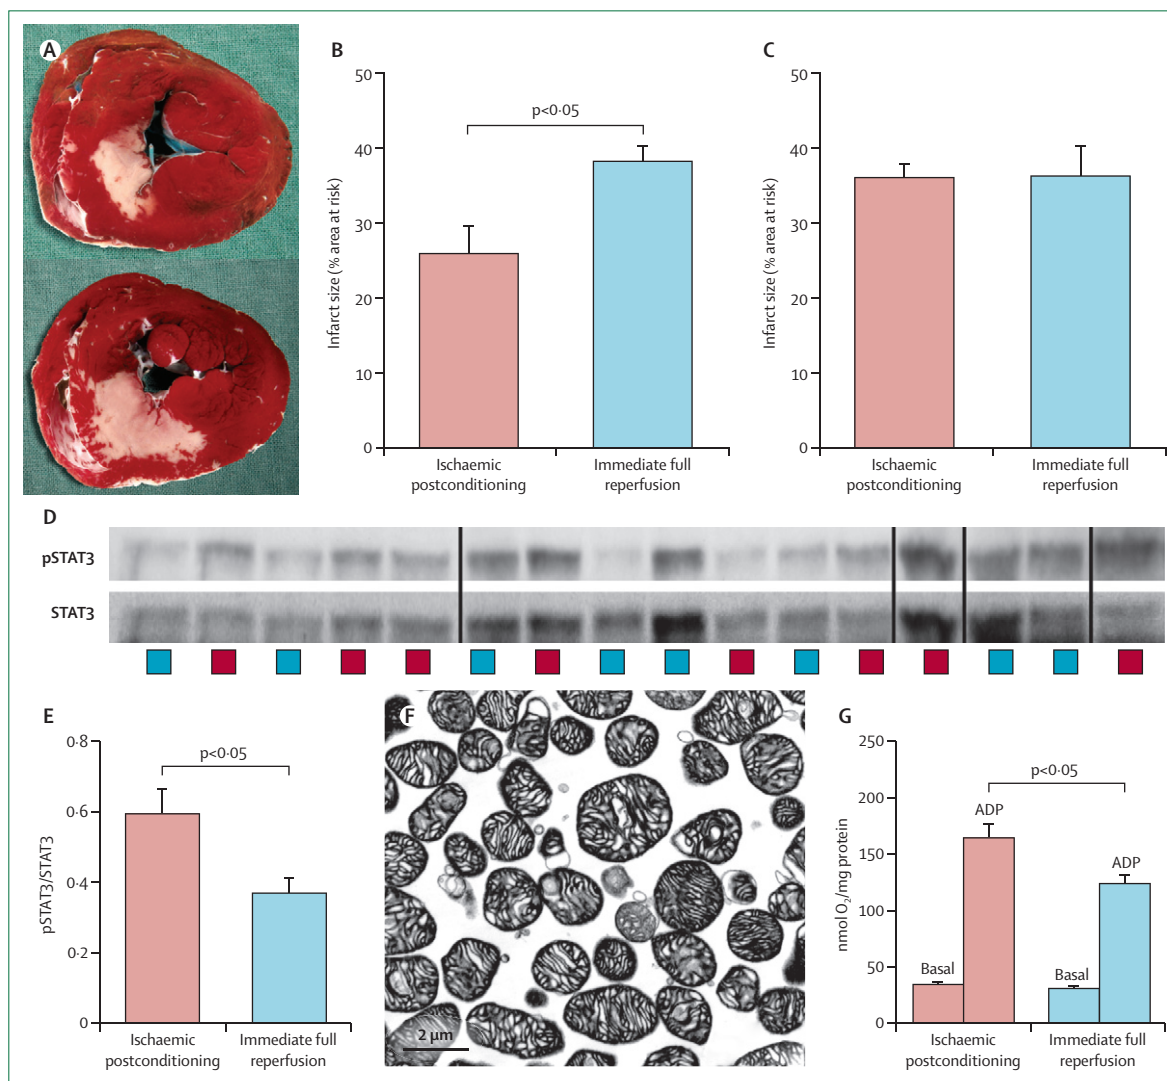 A
B
Infarct size (% area at risk)
50
40
30
20
10
0
p<0·05
Ischaemic
postconditioning
Immediate full
reperfusion
C
Infarct size (% area at risk)
50
40
30
20
10
0
Ischaemic
postconditioning
Immediate full
reperfusion
D
pSTAT3
STAT3
E
pSTAT3/STAT3
0·8
0·6
0·4
0·2
0
p<0·05
Ischaemic
postconditioning
Immediate full
reperfusion
F
2 μm
G
nmol O₂/mg protein
250
200
150
100
50
0
p<0·05
Basal
ADP
Basal
ADP
Ischaemic
postconditioning
Immediate full
reperfusion